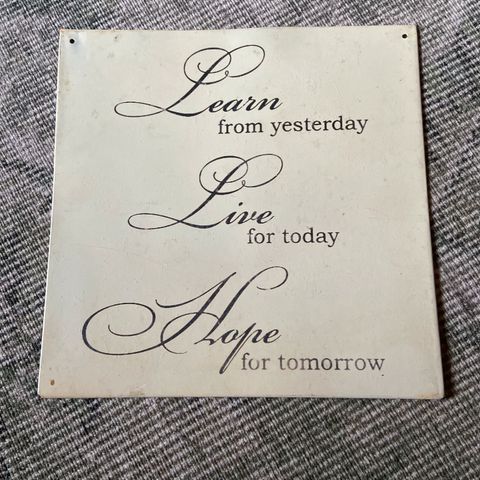 Learn
from yesterday
Live
for today
Hope
for tomorrow